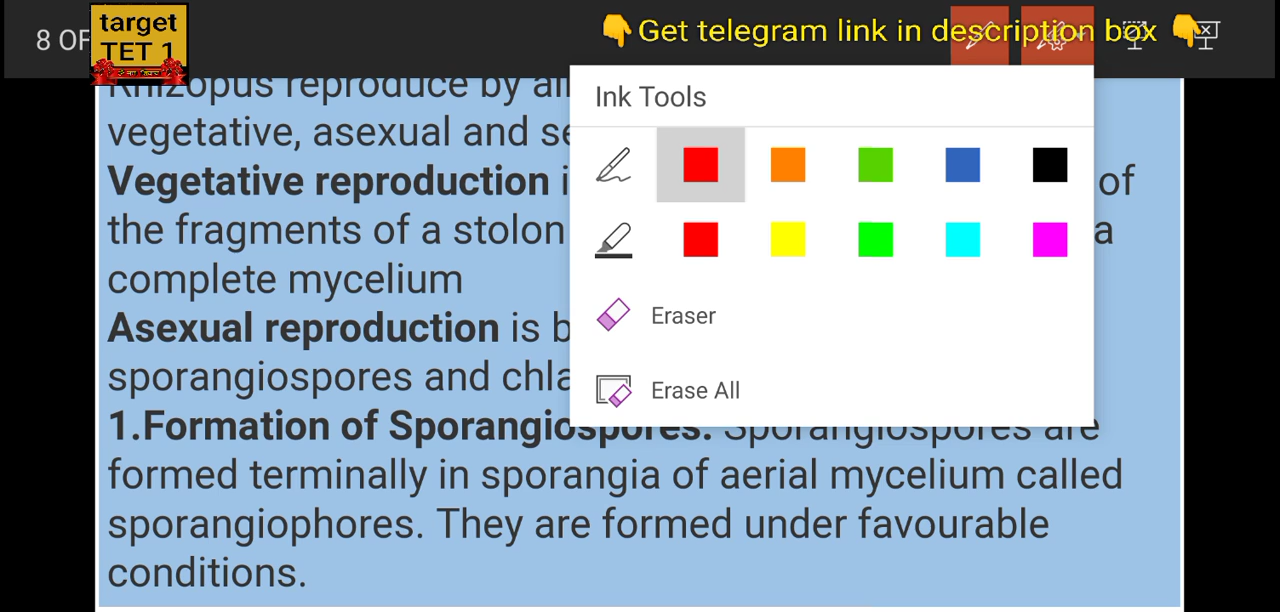 8 OF
target
TET 1
👇Get telegram link in description box 👇
Ink Tools
Eraser
Erase All
Rhizopus reproduce by
vegetative, asexual and
Vegetative reproduction of
the fragments of a stolon a
complete mycelium
Asexual reproduction is
sporangiospores and
1.Formation of Sporangiospores. Sporangiospores are
formed terminally in sporangia of aerial mycelium called
sporangiophores. They are formed under favourable
conditions.